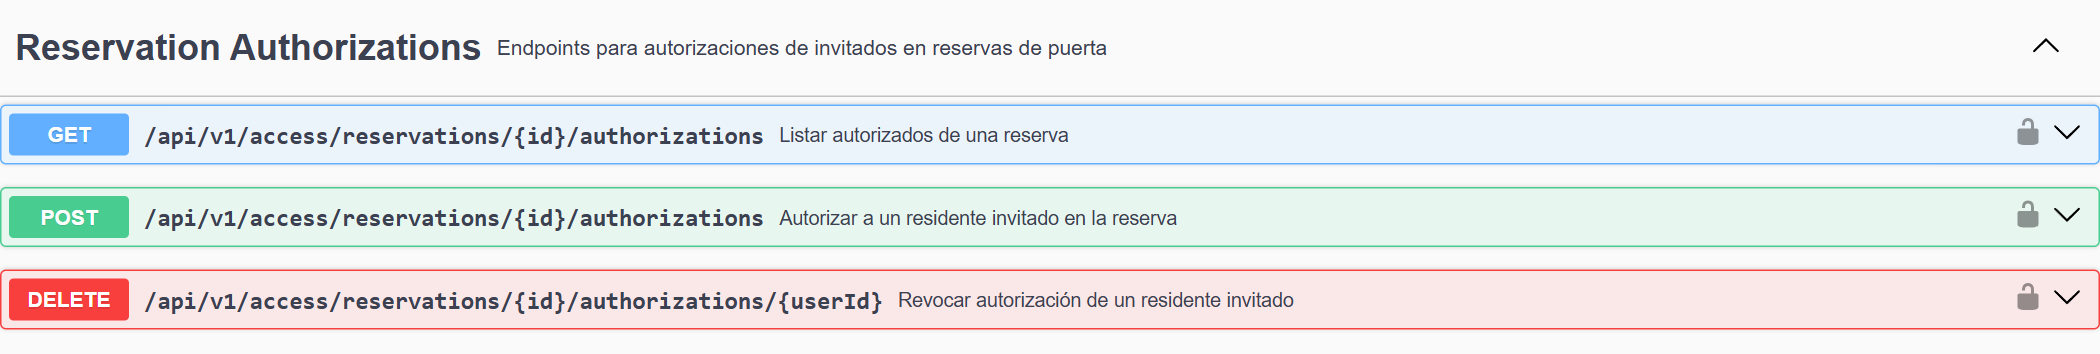 Reservation Authorizations Endpoints para autorizaciones de invitados en reservas de puerta
GET /api/v1/access/reservations/{id}/authorizations Listar autorizados de una reserva
POST /api/v1/access/reservations/{id}/authorizations Autorizar a un residente invitado en la reserva
DELETE /api/v1/access/reservations/{id}/authorizations/{userId} Revocar autorización de un residente invitado